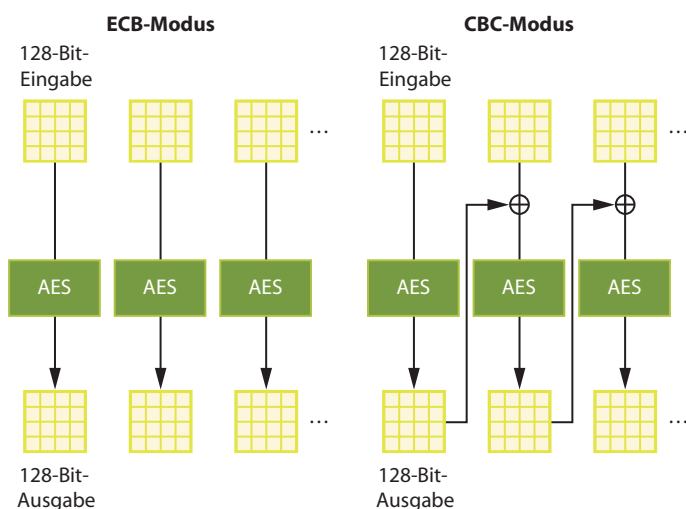 ECB-Modus
128-Bit-
Eingabe
...
AES AES AES
...
128-Bit-
Ausgabe
CBC-Modus
128-Bit-
Eingabe
...
AES AES AES
...
128-Bit-
Ausgabe